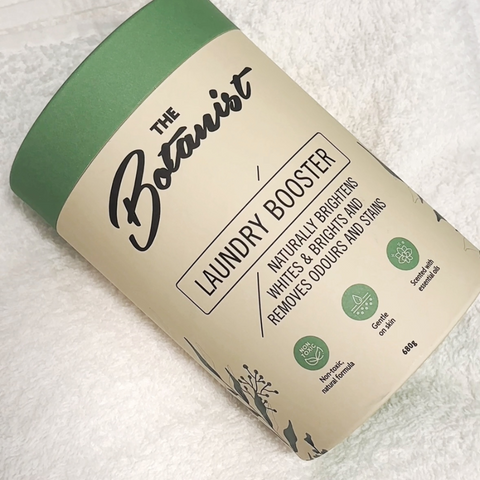 THE
Botanist
LAUNDRY BOOSTER
NATURALLY BRIGHTENS
WHITES & BRIGHTS AND
REMOVES ODOURS AND STAINS
NON
TOXIC
Non-toxic,
natural formula
Gentle
on skin
Scented with
essential oils
680g